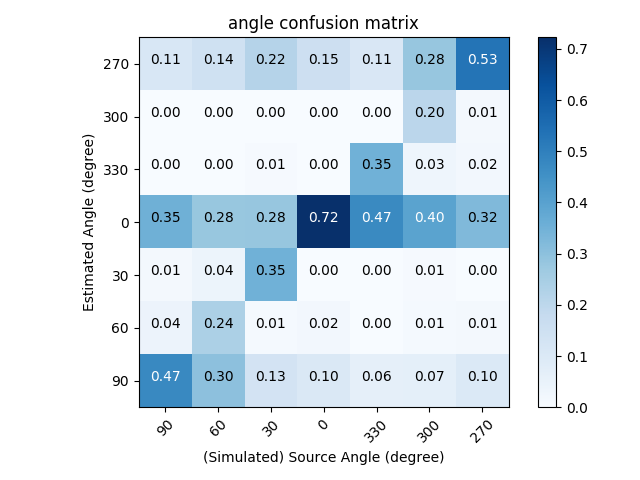 angle confusion matrix
Estimated Angle (degree)
270 0.11 0.14 0.22 0.15 0.11 0.28 0.53
300 0.00 0.00 0.00 0.00 0.00 0.20 0.01
330 0.00 0.00 0.01 0.00 0.35 0.03 0.02
0 0.35 0.28 0.28 0.72 0.47 0.40 0.32
30 0.01 0.04 0.35 0.00 0.00 0.01 0.00
60 0.04 0.24 0.01 0.02 0.00 0.01 0.01
90 0.47 0.30 0.13 0.10 0.06 0.07 0.10
90 60 30 0 330 300 270
(Simulated) Source Angle (degree)
0.7
0.6
0.5
0.4
0.3
0.2
0.1
0.0